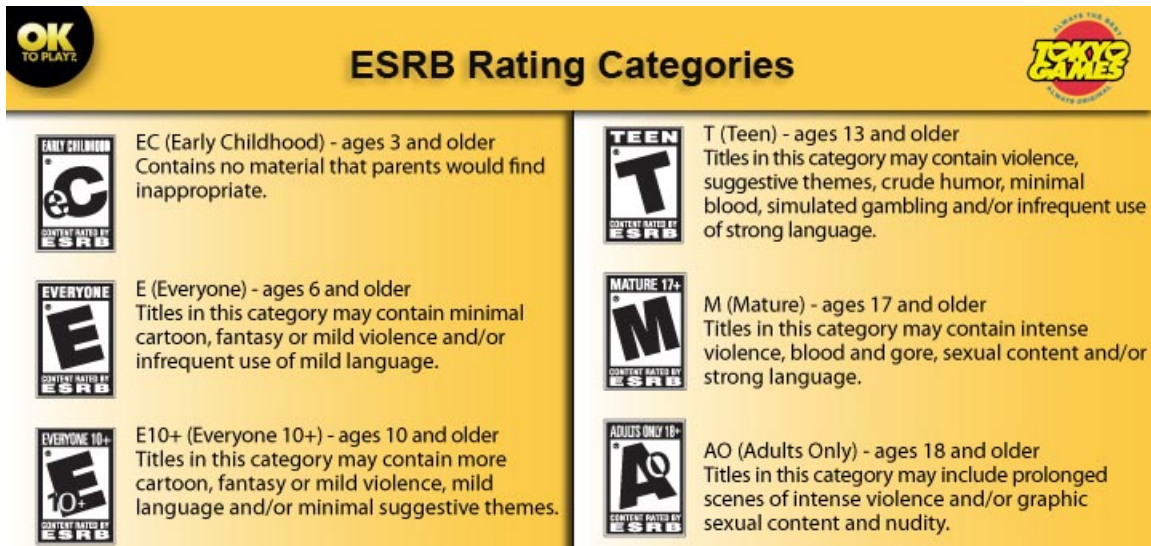 OK
TO PLAY?
ESRB Rating Categories
ALWAYS THE BEST
TOKYO
GAMES
ALWAYS ORIGINAL
EARLY CHILDHOOD
eC
CONTENT RATED BY
ESRB
EC (Early Childhood) - ages 3 and older
Contains no material that parents would find
inappropriate.
EVERYONE
E
CONTENT RATED BY
ESRB
E (Everyone) - ages 6 and older
Titles in this category may contain minimal
cartoon, fantasy or mild violence and/or
infrequent use of mild language.
EVERYONE 10+
E
10+
CONTENT RATED BY
ESRB
E10+ (Everyone 10+) - ages 10 and older
Titles in this category may contain more
cartoon, fantasy or mild violence, mild
language and/or minimal suggestive themes.
TEEN
T
CONTENT RATED BY
ESRB
T (Teen) - ages 13 and older
Titles in this category may contain violence,
suggestive themes, crude humor, minimal
blood, simulated gambling and/or infrequent use
of strong language.
MATURE 17+
M
CONTENT RATED BY
ESRB
M (Mature) - ages 17 and older
Titles in this category may contain intense
violence, blood and gore, sexual content and/or
strong language.
ADULTS ONLY 18+
AO
CONTENT RATED BY
ESRB
AO (Adults Only) - ages 18 and older
Titles in this category may include prolonged
scenes of intense violence and/or graphic
sexual content and nudity.